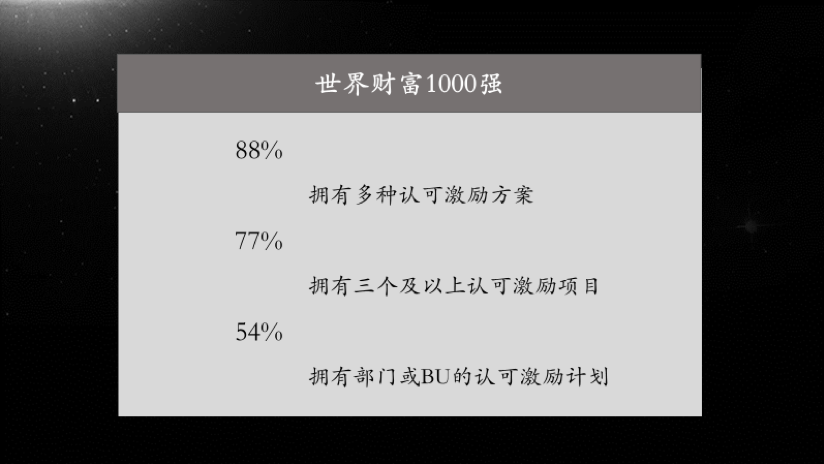 世界财富1000强
88%
拥有多种认可激励方案
77%
拥有三个及以上认可激励项目
54%
拥有部门或BU的认可激励计划